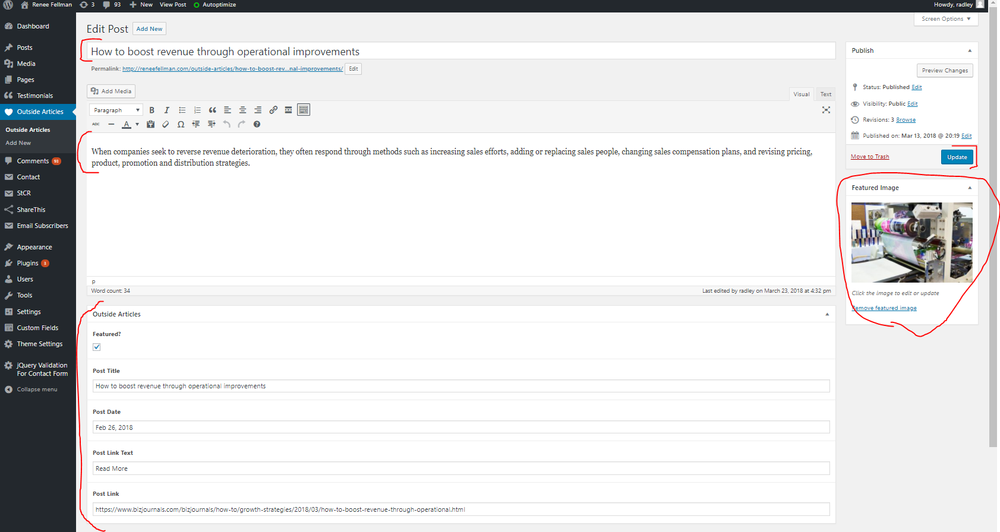 Renee Fellman 3 93 New View Post Autoptimize Howdy, radley
Screen Options
Dashboard
Posts
Media
Pages
Testimonials
Outside Articles
Outside Articles
Add New
Comments 93
Contact
StCR
ShareThis
Email Subscribers
Appearance
Plugins 3
Users
Tools
Settings
Custom Fields
Theme Settings
jQuery Validation
For Contact Form
Collapse menu
Edit Post Add New
How to boost revenue through operational improvements
Permalink: http://reneefellman.com/outside-articles/how-to-boost-rev...nal-improvements/ Edit
Add Media Visual Text
Paragraph B I
ABC A
When companies seek to reverse revenue deterioration, they often respond through methods such as increasing sales efforts, adding or replacing sales people, changing sales compensation plans, and revising pricing,
product, promotion and distribution strategies.
p
Word count: 34 Last edited by radley on March 23, 2018 at 4:32 pm
Outside Articles
Featured?
Post Title
How to boost revenue through operational improvements
Post Date
Feb 26, 2018
Post Link Text
Read More
Post Link
https://www.bizjournals.com/bizjournals/how-to/growth-strategies/2018/03/how-to-boost-revenue-through-operational.html
Publish
Preview Changes
Status: Published Edit
Visibility: Public Edit
Revisions: 3 Browse
Published on: Mar 13, 2018 @ 20:19 Edit
Move to Trash Update
Featured Image
Click the image to edit or update
Remove featured image